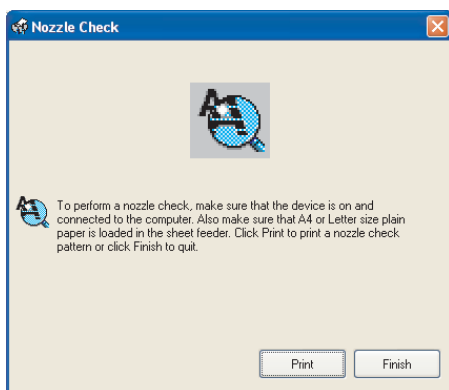 Nozzle Check
To perform a nozzle check, make sure that the device is on and
connected to the computer. Also make sure that A4 or Letter size plain
paper is loaded in the sheet feeder. Click Print to print a nozzle check
pattern or click Finish to quit.
Print
Finish